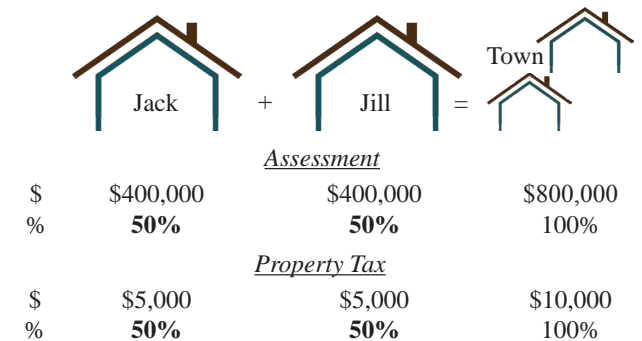 Town
Jack + Jill =
Assessment
$ $400,000 $400,000 $800,000
% 50% 50% 100%
Property Tax
$ $5,000 $5,000 $10,000
% 50% 50% 100%